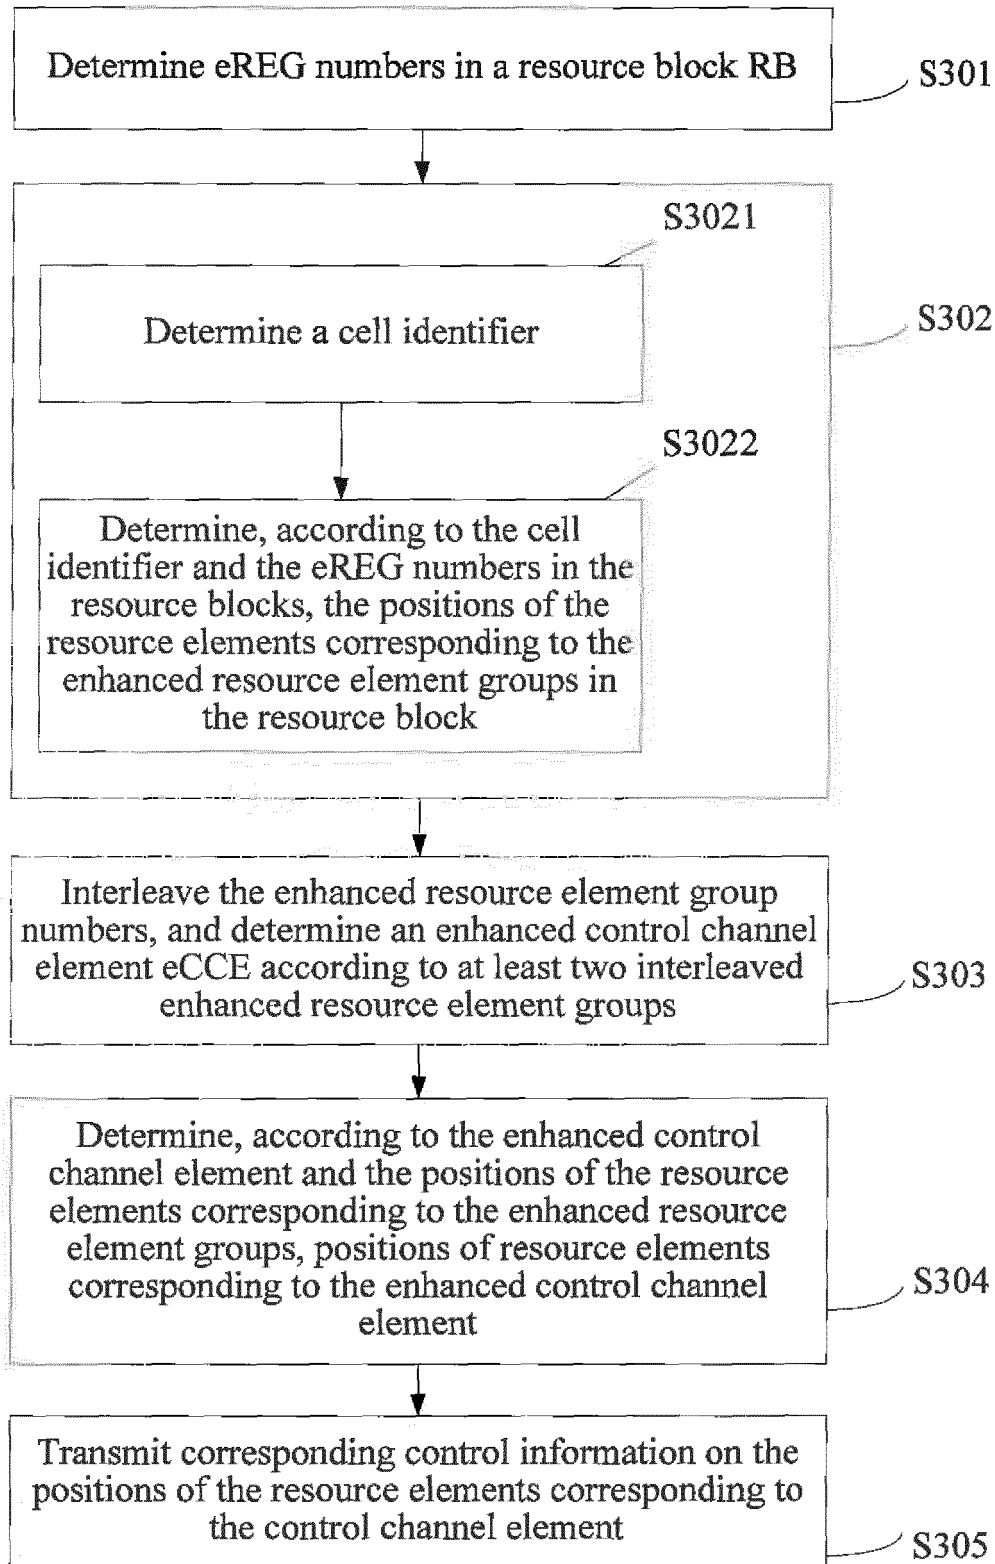 Determine eREG numbers in a resource block RB
S301
S3021
Determine a cell identifier
S302
S3022
Determine, according to the cell
identifier and the eREG numbers in the
resource blocks, the positions of the
resource elements corresponding to the
enhanced resource element groups in
the resource block
Interleave the enhanced resource element group
numbers, and determine an enhanced control channel
element eCCE according to at least two interleaved
enhanced resource element groups
S303
Determine, according to the enhanced control
channel element and the positions of the resource
elements corresponding to the enhanced resource
element groups, positions of resource elements
corresponding to the enhanced control channel
element
S304
Transmit corresponding control information on the
positions of the resource elements corresponding to
the control channel element
S305